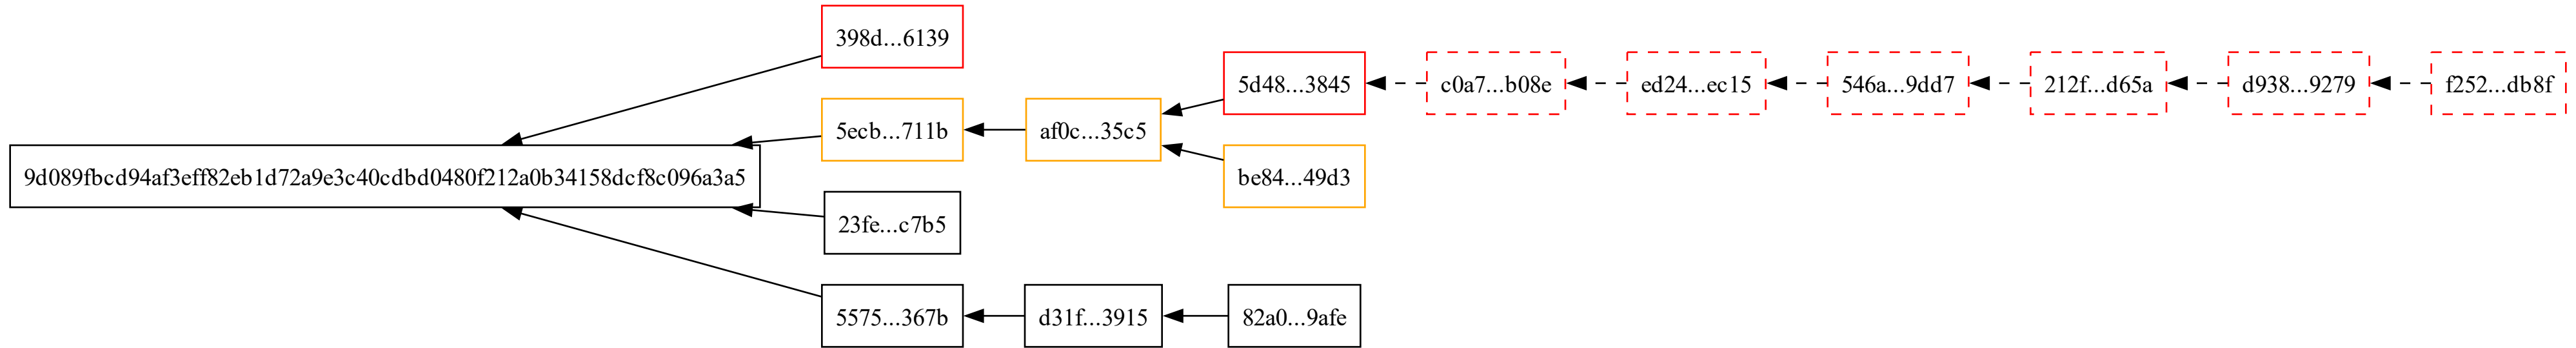 398d...6139
5d48...3845
c0a7...b08e
ed24...ec15
546a...9dd7
212f...d65a
d938...9279
f252...db8f
5ecb...711b
af0c...35c5
9d089fbcd94af3eff82eb1d72a9e3c40cdbd0480f212a0b34158dcf8c096a3a5
be84...49d3
23fe...c7b5
5575...367b
d31f...3915
82a0...9afe